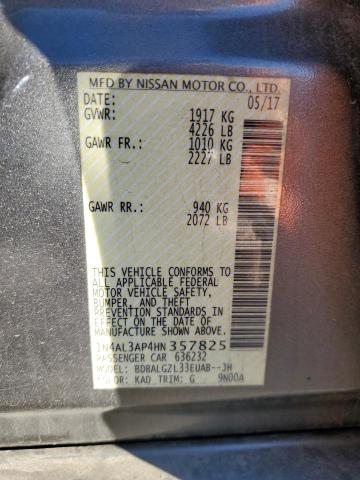 MFD BY NISSAN MOTOR CO., LTD.
DATE: 05/17
GVWR: 1917 KG
4226 LB
GAWR FR.: 1010 KG
2227 LB
GAWR RR.: 940 KG
2072 LB
THIS VEHICLE CONFORMS TO
ALL APPLICABLE FEDERAL
MOTOR VEHICLE SAFETY,
BUMPER, AND THEFT
PREVENTION STANDARDS IN
EFFECT ON THE DATE OF
MANUFACTURE SHOWN ABOVE.
1N4AL3AP4HN357825
PASSENGER CAR 636232
MODEL: BDBALGZL33EUAB--JH
COLOR: KAD TRIM: G 9N00A